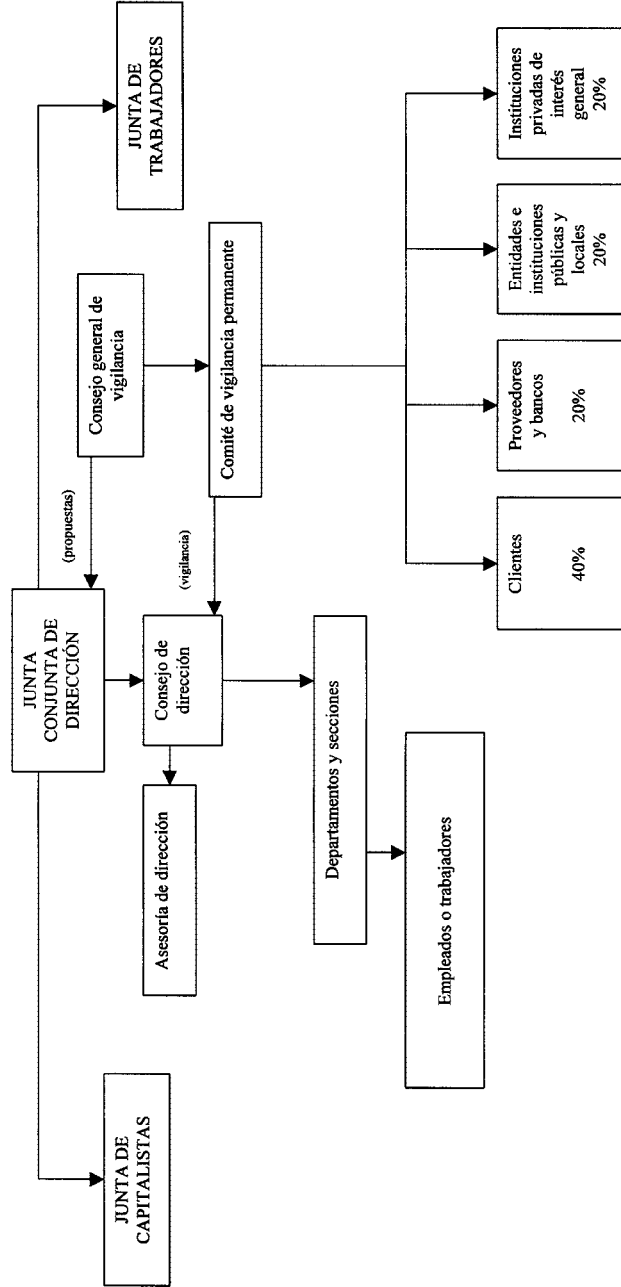 JUNTA
CONJUNTA DE
DIRECCIÓN
JUNTA DE
CAPITALISTAS
JUNTA DE
TRABAJADORES
(propuestas)
Consejo general de
vigilancia
Asesoría de dirección
Consejo de
dirección
(vigilancia)
Comité de vigilancia permanente
Departamentos y secciones
Empleados o trabajadores
Clientes
40%
Proveedores
y bancos
20%
Entidades e
instituciones
públicas y
locales
20%
Instituciones
privadas de
interés
general
20%